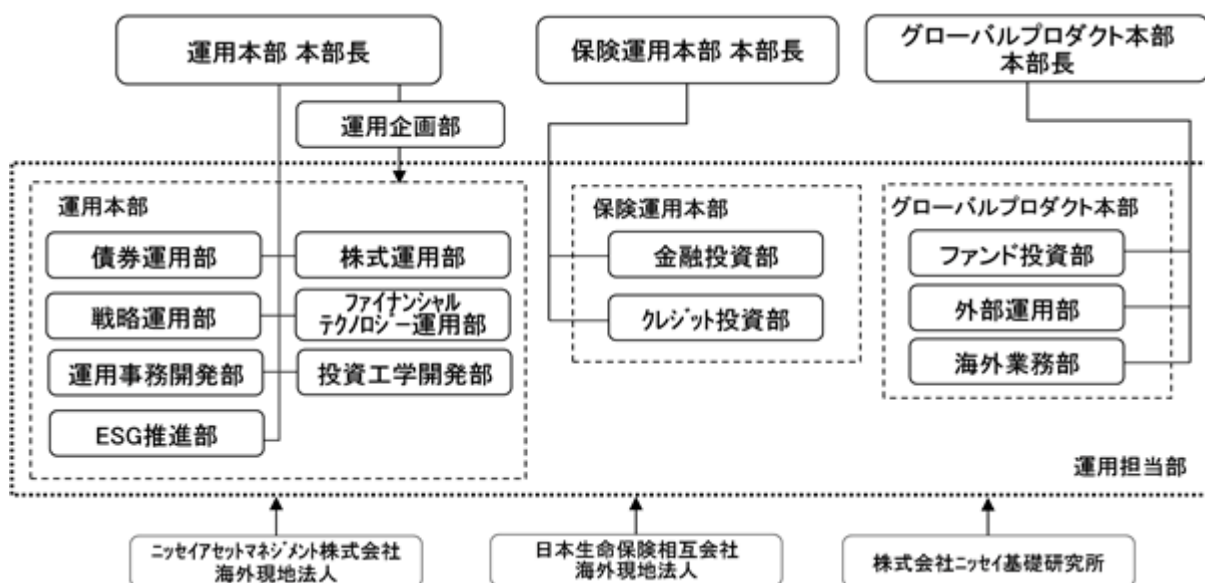 運用本部 本部長
保険運用本部 本部長
グローバルプロダクト本部
本部長
運用企画部
運用本部
債券運用部
株式運用部
戦略運用部
ファイナンシャル
テクノロジー運用部
運用事務開発部
投資工学開発部
ESG推進部
保険運用本部
金融投資部
クレジット投資部
グローバルプロダクト本部
ファンド投資部
外部運用部
海外業務部
運用担当部
ニッセイアセットマネジメント株式会社
海外現地法人
日本生命保険相互会社
海外現地法人
株式会社ニッセイ基礎研究所